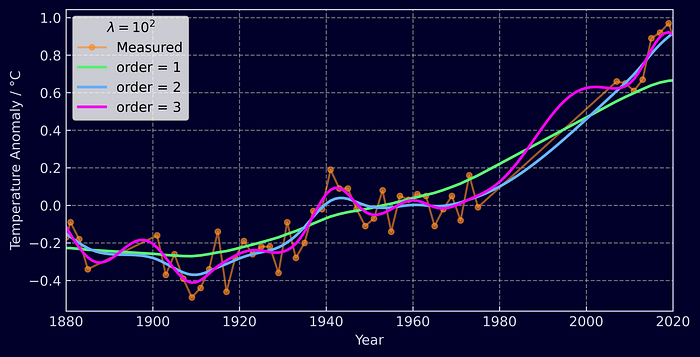 λ = 10²
Measured
order = 1
order = 2
order = 3
Temperature Anomaly / °C
1.0
0.8
0.6
0.4
0.2
0.0
−0.2
−0.4
1880 1900 1920 1940 1960 1980 2000 2020
Year